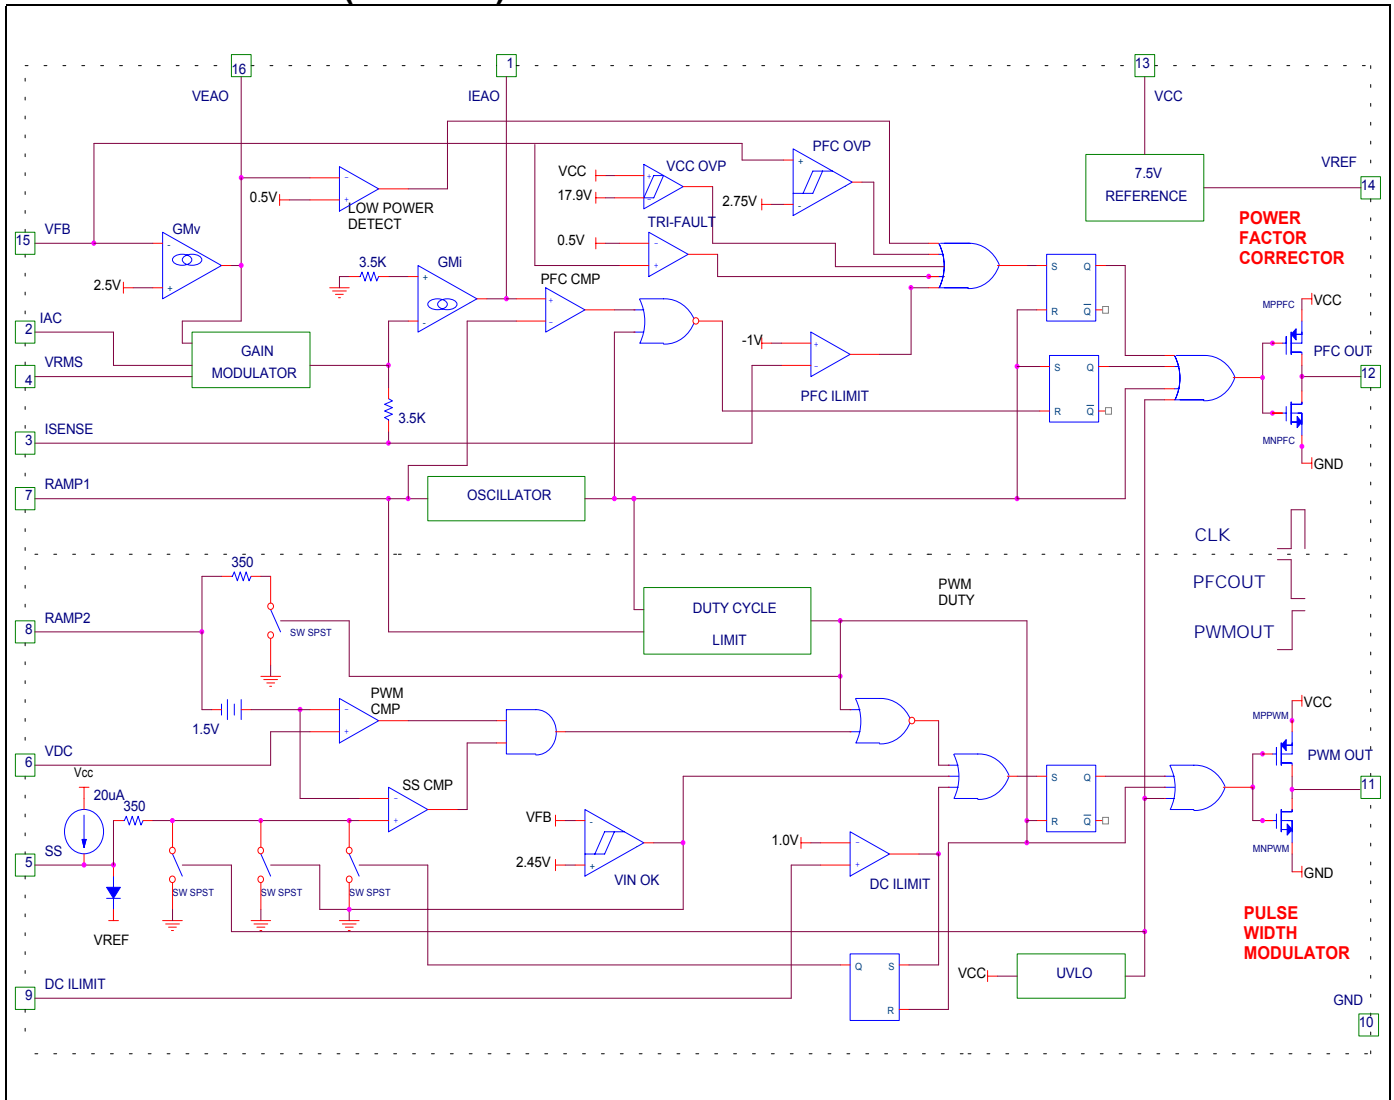 16
1
13
VEAO
IEAO
VCC
PFC OVP
VCC OVP
VCC
17.9V
2.75V
7.5V
REFERENCE
VREF
14
0.5V
LOW POWER
DETECT
TRI-FAULT
POWER
FACTOR
CORRECTOR
15
VFB
GMv
2.5V
0.5V
3.5K
GMi
PFC CMP
S
Q
R
Q
MPPFC
VCC
2
IAC
-1V
PFC OUT
4
VRMS
GAIN
MODULATOR
PFC ILIMIT
S
Q
R
Q
12
3.5K
MNPFC
3
ISENSE
GND
7
RAMP1
OSCILLATOR
CLK
350
PFCOUT
PWM
DUTY
8
RAMP2
SW SPST
DUTY CYCLE
LIMIT
PWMOUT
PWM
CMP
1.5V
VCC
MPPWM
6
VDC
PWM OUT
Vcc
20uA
350
SS CMP
S
Q
R
Q
11
VFB
2.45V
VIN OK
1.0V
DC ILIMIT
MNPWM
5
SS
SW SPST
SW SPST
SW SPST
GND
VREF
PULSE
WIDTH
MODULATOR
Q
S
R
VCC
UVLO
9
DC ILIMIT
GND
10